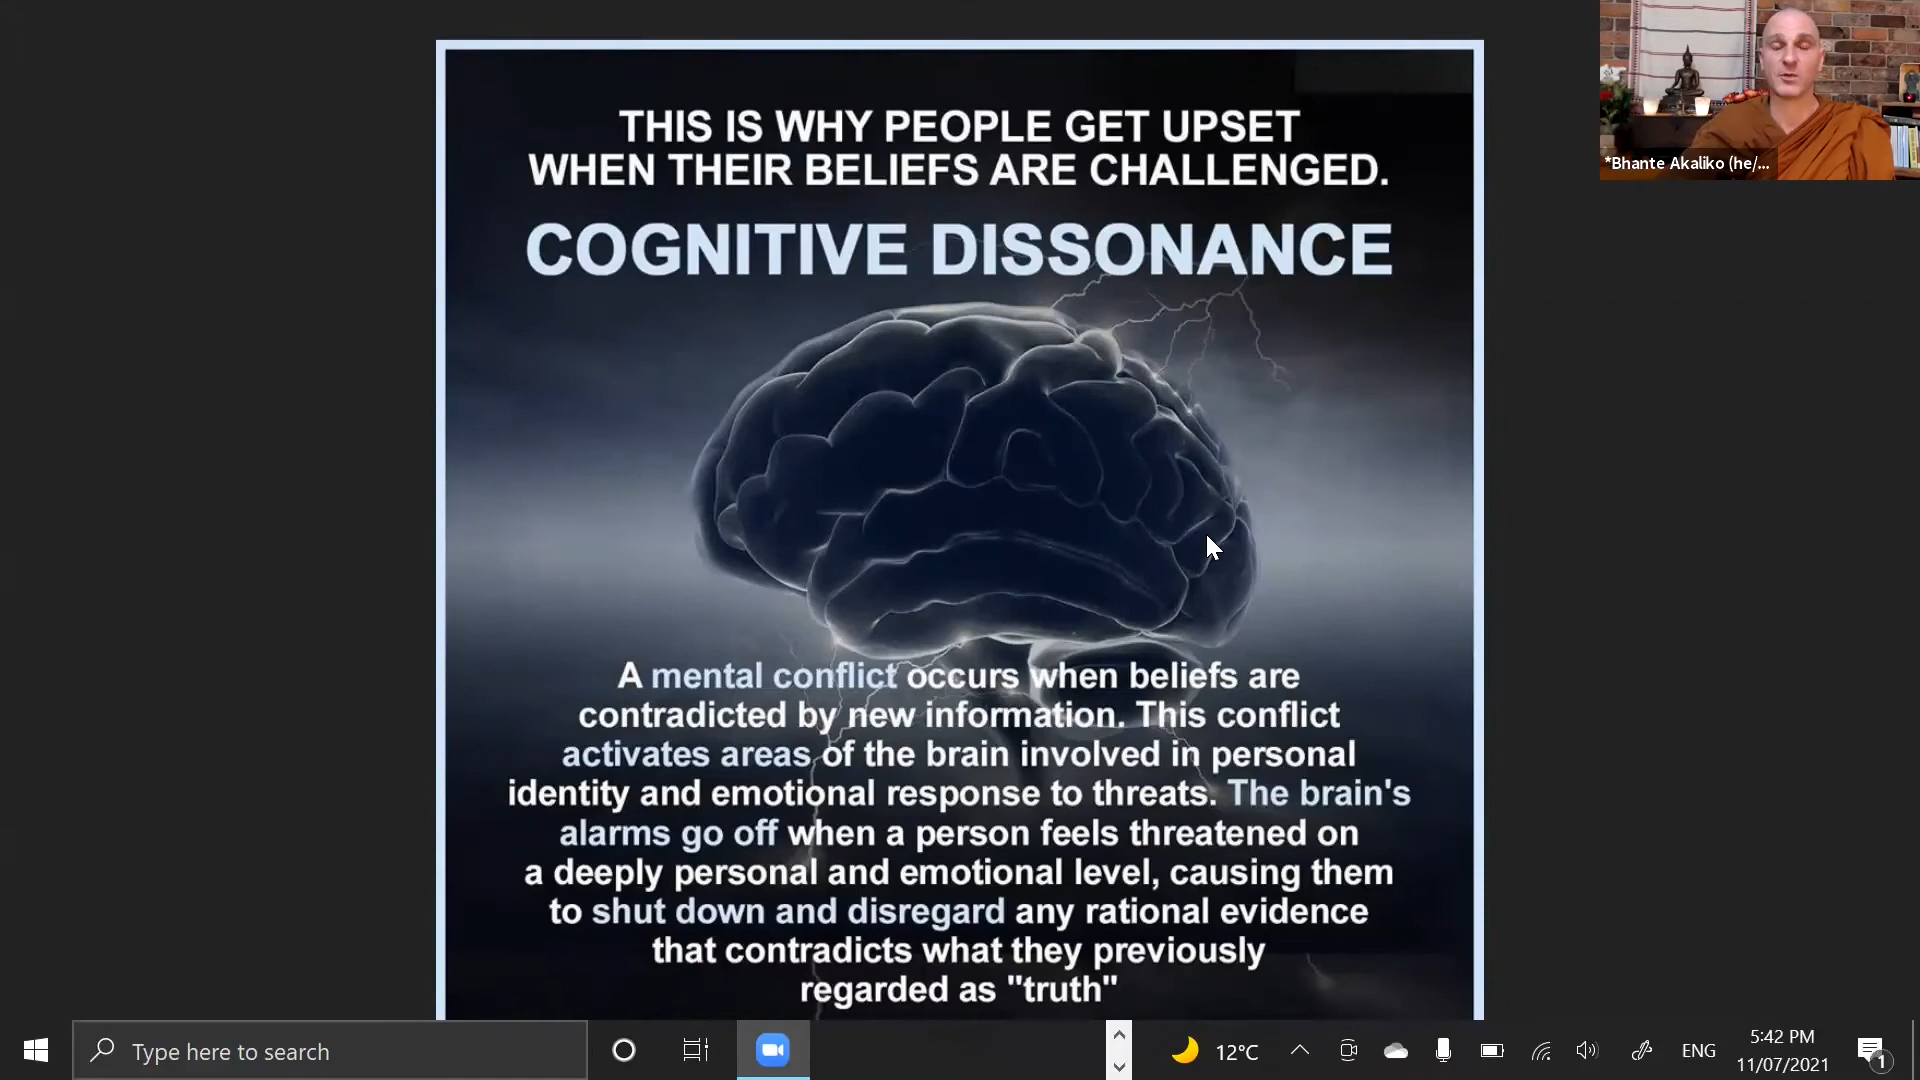 THIS IS WHY PEOPLE GET UPSET
WHEN THEIR BELIEFS ARE CHALLENGED.
COGNITIVE DISSONANCE
A mental conflict occurs when beliefs are
contradicted by new information. This conflict
activates areas of the brain involved in personal
identity and emotional response to threats. The brain's
alarms go off when a person feels threatened on
a deeply personal and emotional level, causing them
to shut down and disregard any rational evidence
that contradicts what they previously
regarded as "truth"
*Bhante Akaliko (he/...
Type here to search
12°C
ENG
5:42 PM
11/07/2021
1